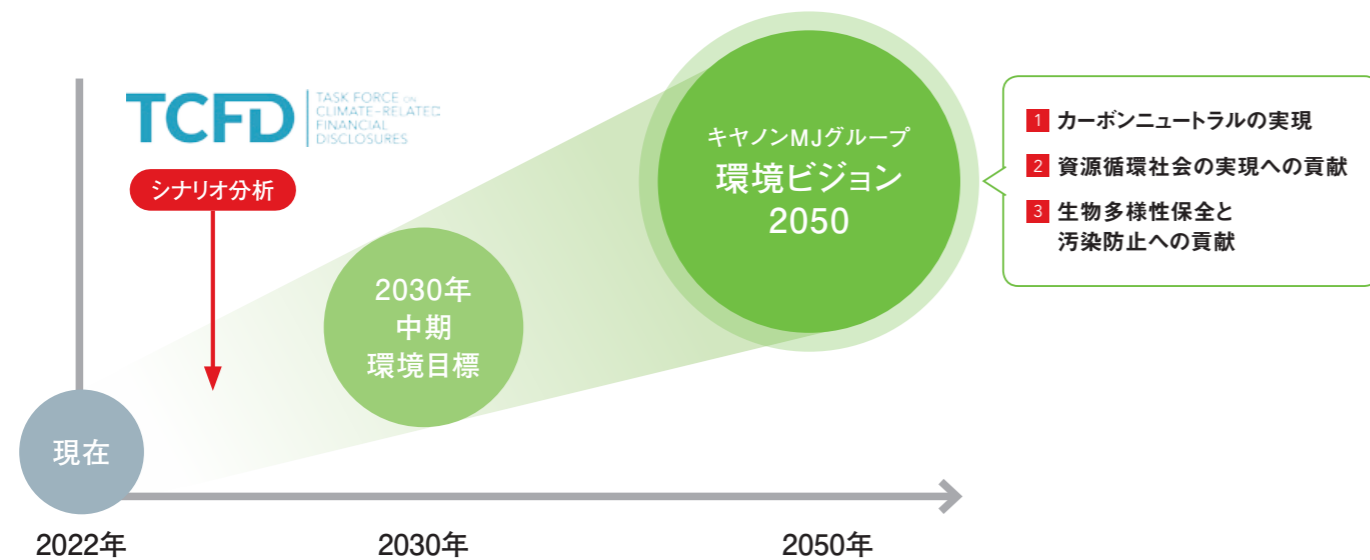 TCFD
TASK FORCE ON
CLIMATE-RELATED
FINANCIAL
DISCLOSURES
シナリオ分析
キヤノンMJグループ
環境ビジョン
2050
1 カーボンニュートラルの実現
2 資源循環社会の実現への貢献
3 生物多様性保全と
汚染防止への貢献
2030年
中期
環境目標
現在
2022年
2030年
2050年